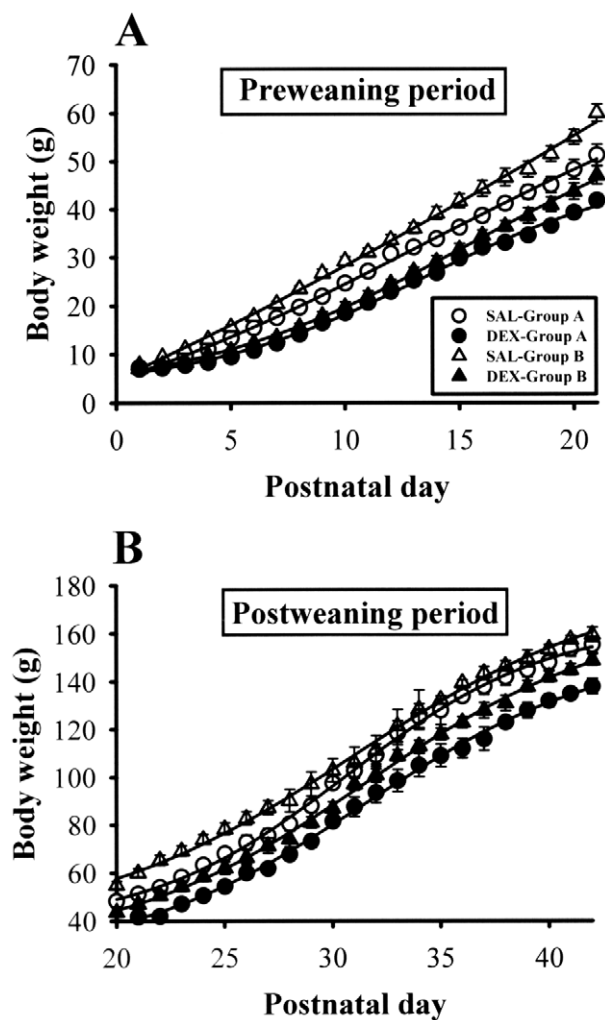 A
Preweaning period
Body weight (g)
70
60
50
40
30
20
10
0
SAL-Group A
DEX-Group A
SAL-Group B
DEX-Group B
0 5 10 15 20
Postnatal day
B
Postweaning period
Body weight (g)
180
160
140
120
100
80
60
40
20 25 30 35 40
Postnatal day